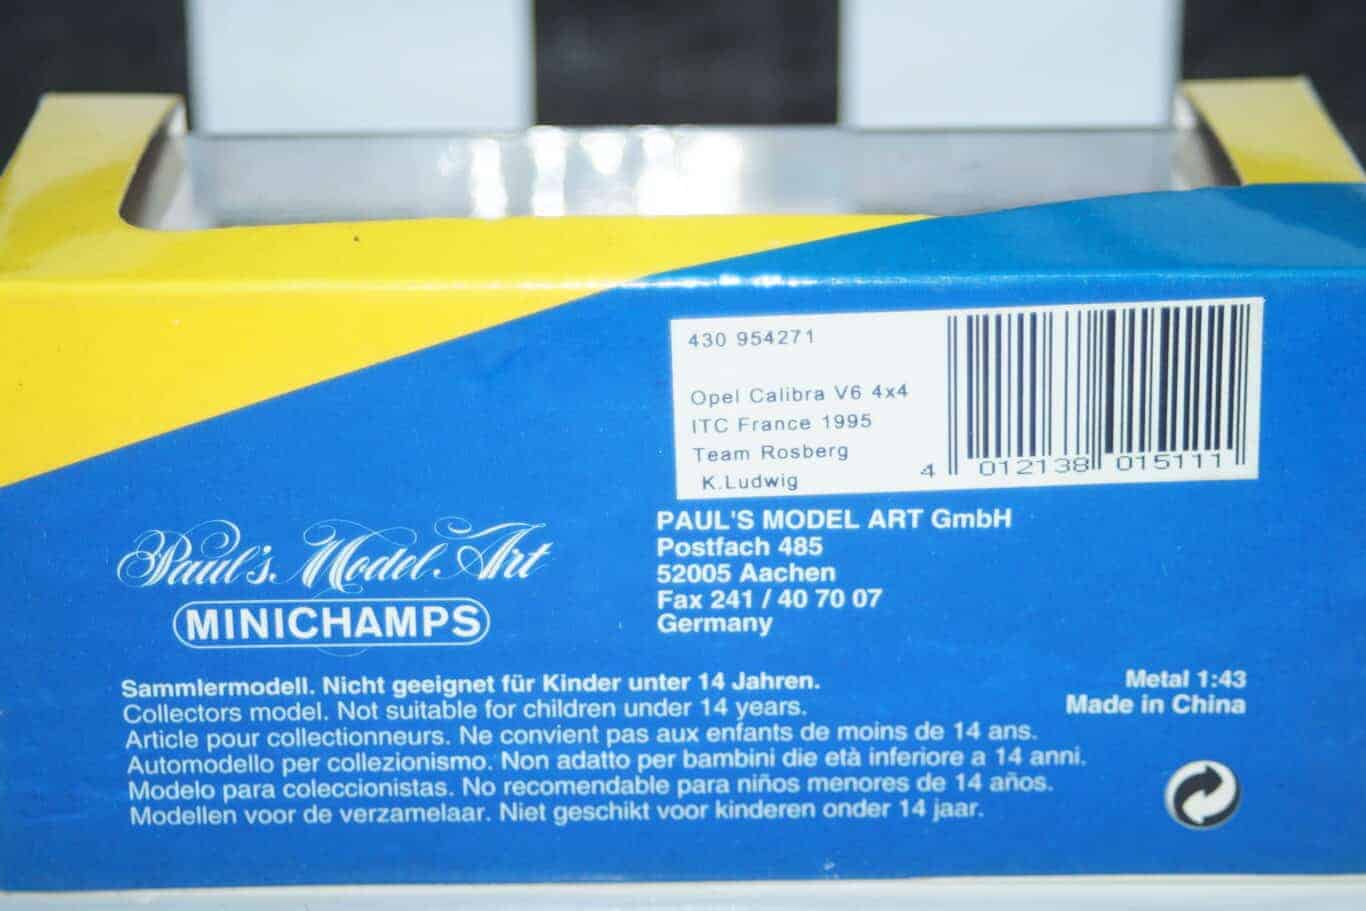 430 954271
Opel Calibra V6 4x4
ITC France 1995
Team Rosberg
K.Ludwig
4 012138 015111
Paul's Model Art
MINICHAMPS
PAUL'S MODEL ART GmbH
Postfach 485
52005 Aachen
Fax 241 / 40 70 07
Germany
Sammlermodell. Nicht geeignet für Kinder unter 14 Jahren.
Collectors model. Not suitable for children under 14 years.
Article pour collectionneurs. Ne convient pas aux enfants de moins de 14 ans.
Automodello per collezionismo. Non adatto per bambini die età inferiore a 14 anni.
Modelo para coleccionistas. No recomendable para niños menores de 14 años.
Modellen voor de verzamelaar. Niet geschikt voor kinderen onder 14 jaar.
Metal 1:43
Made in China